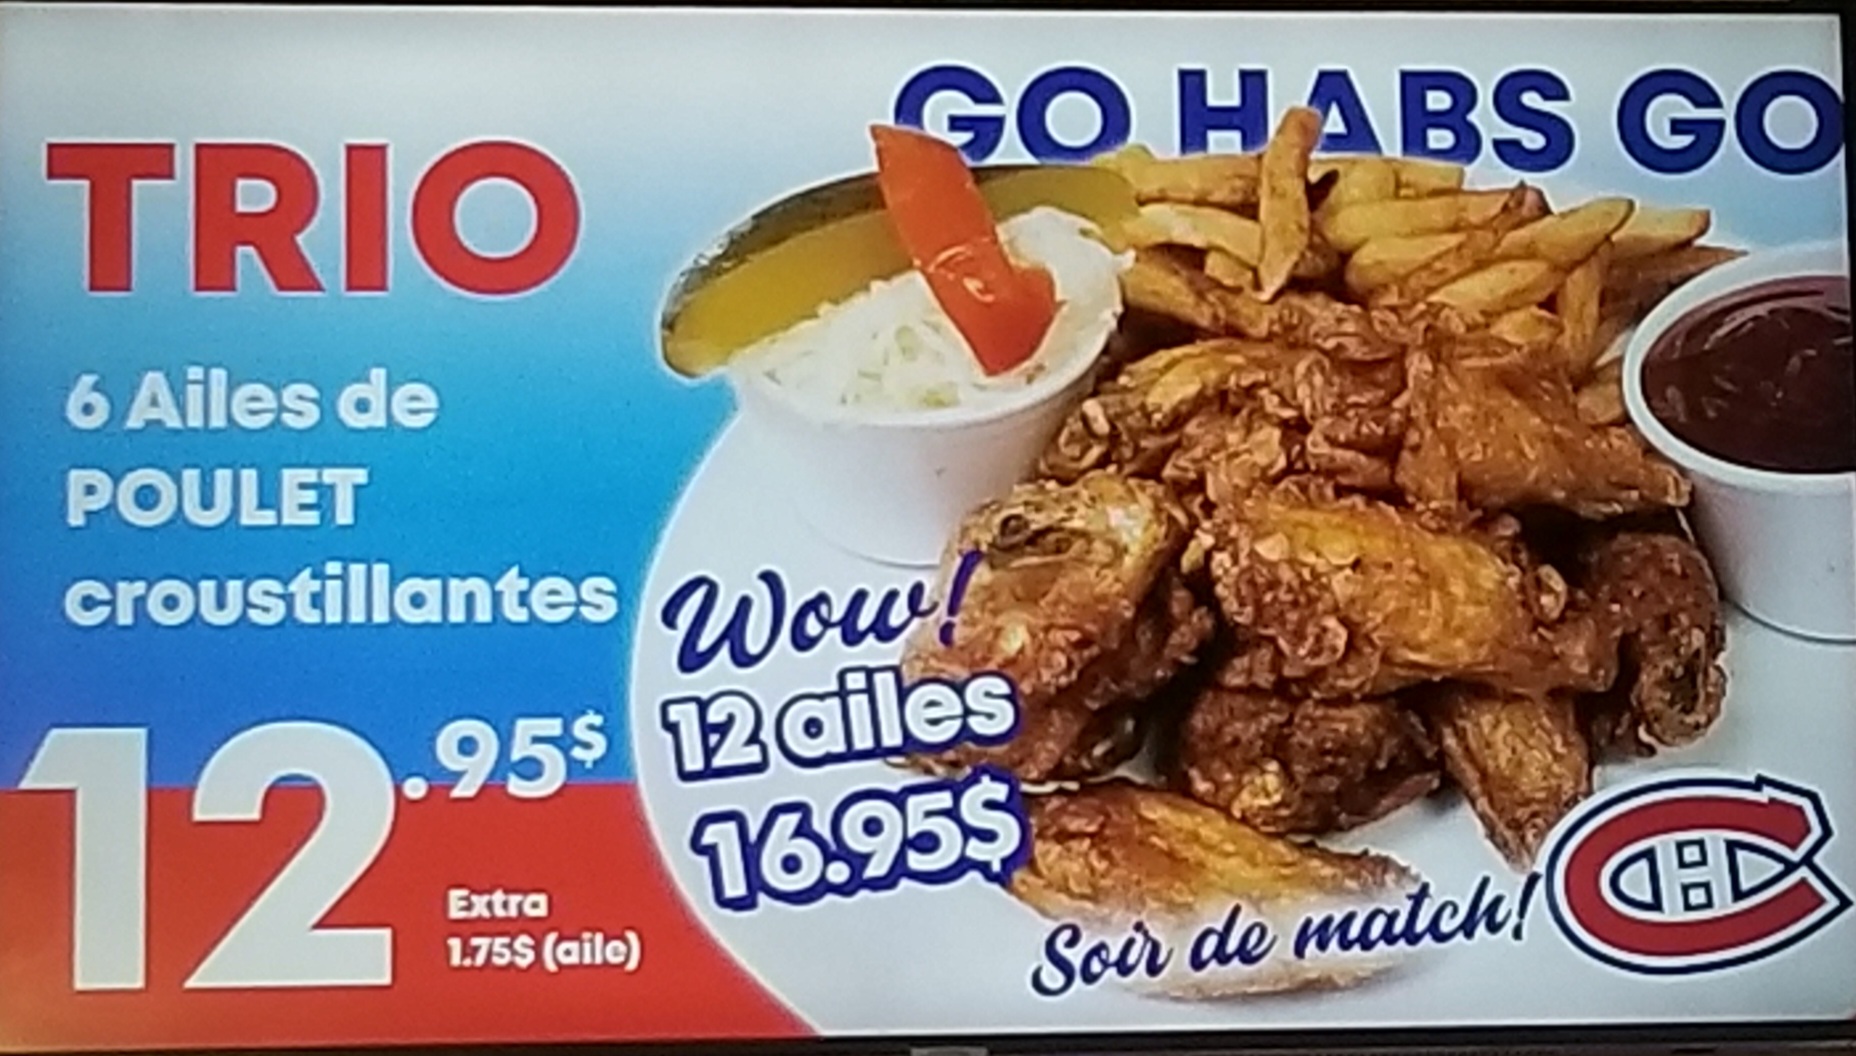 GO HABS GO
TRIO
6 Ailes de
POULET
croustillantes
12.95$
Extra
1.75$ (aile)
Wow!
12 ailes
16.95$
Soir de match!
CH